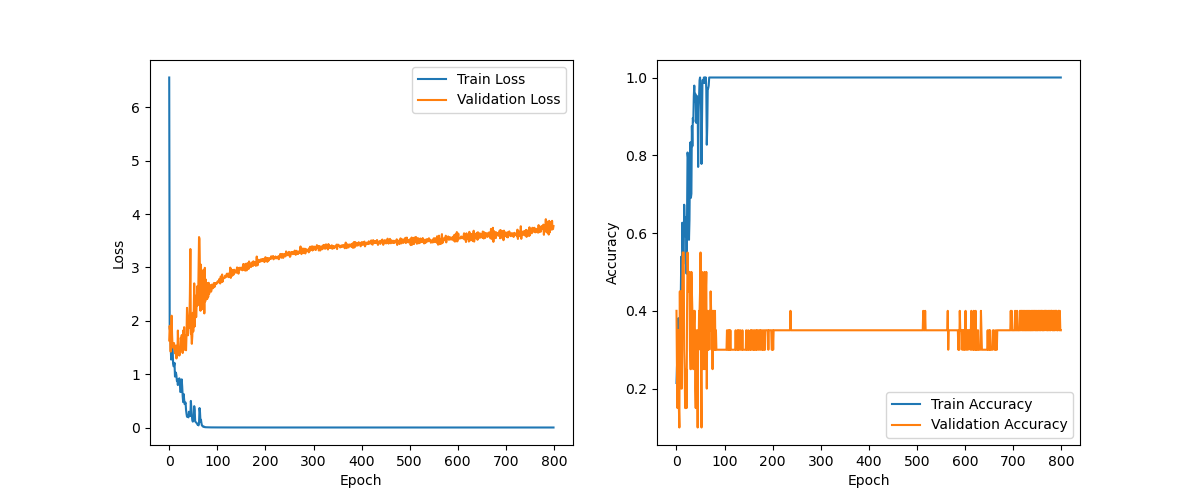 Train Loss
Validation Loss
6
5
4
3
2
1
0
Loss
0 100 200 300 400 500 600 700 800
Epoch
1.0
0.8
0.6
0.4
0.2
Accuracy
Train Accuracy
Validation Accuracy
0 100 200 300 400 500 600 700 800
Epoch